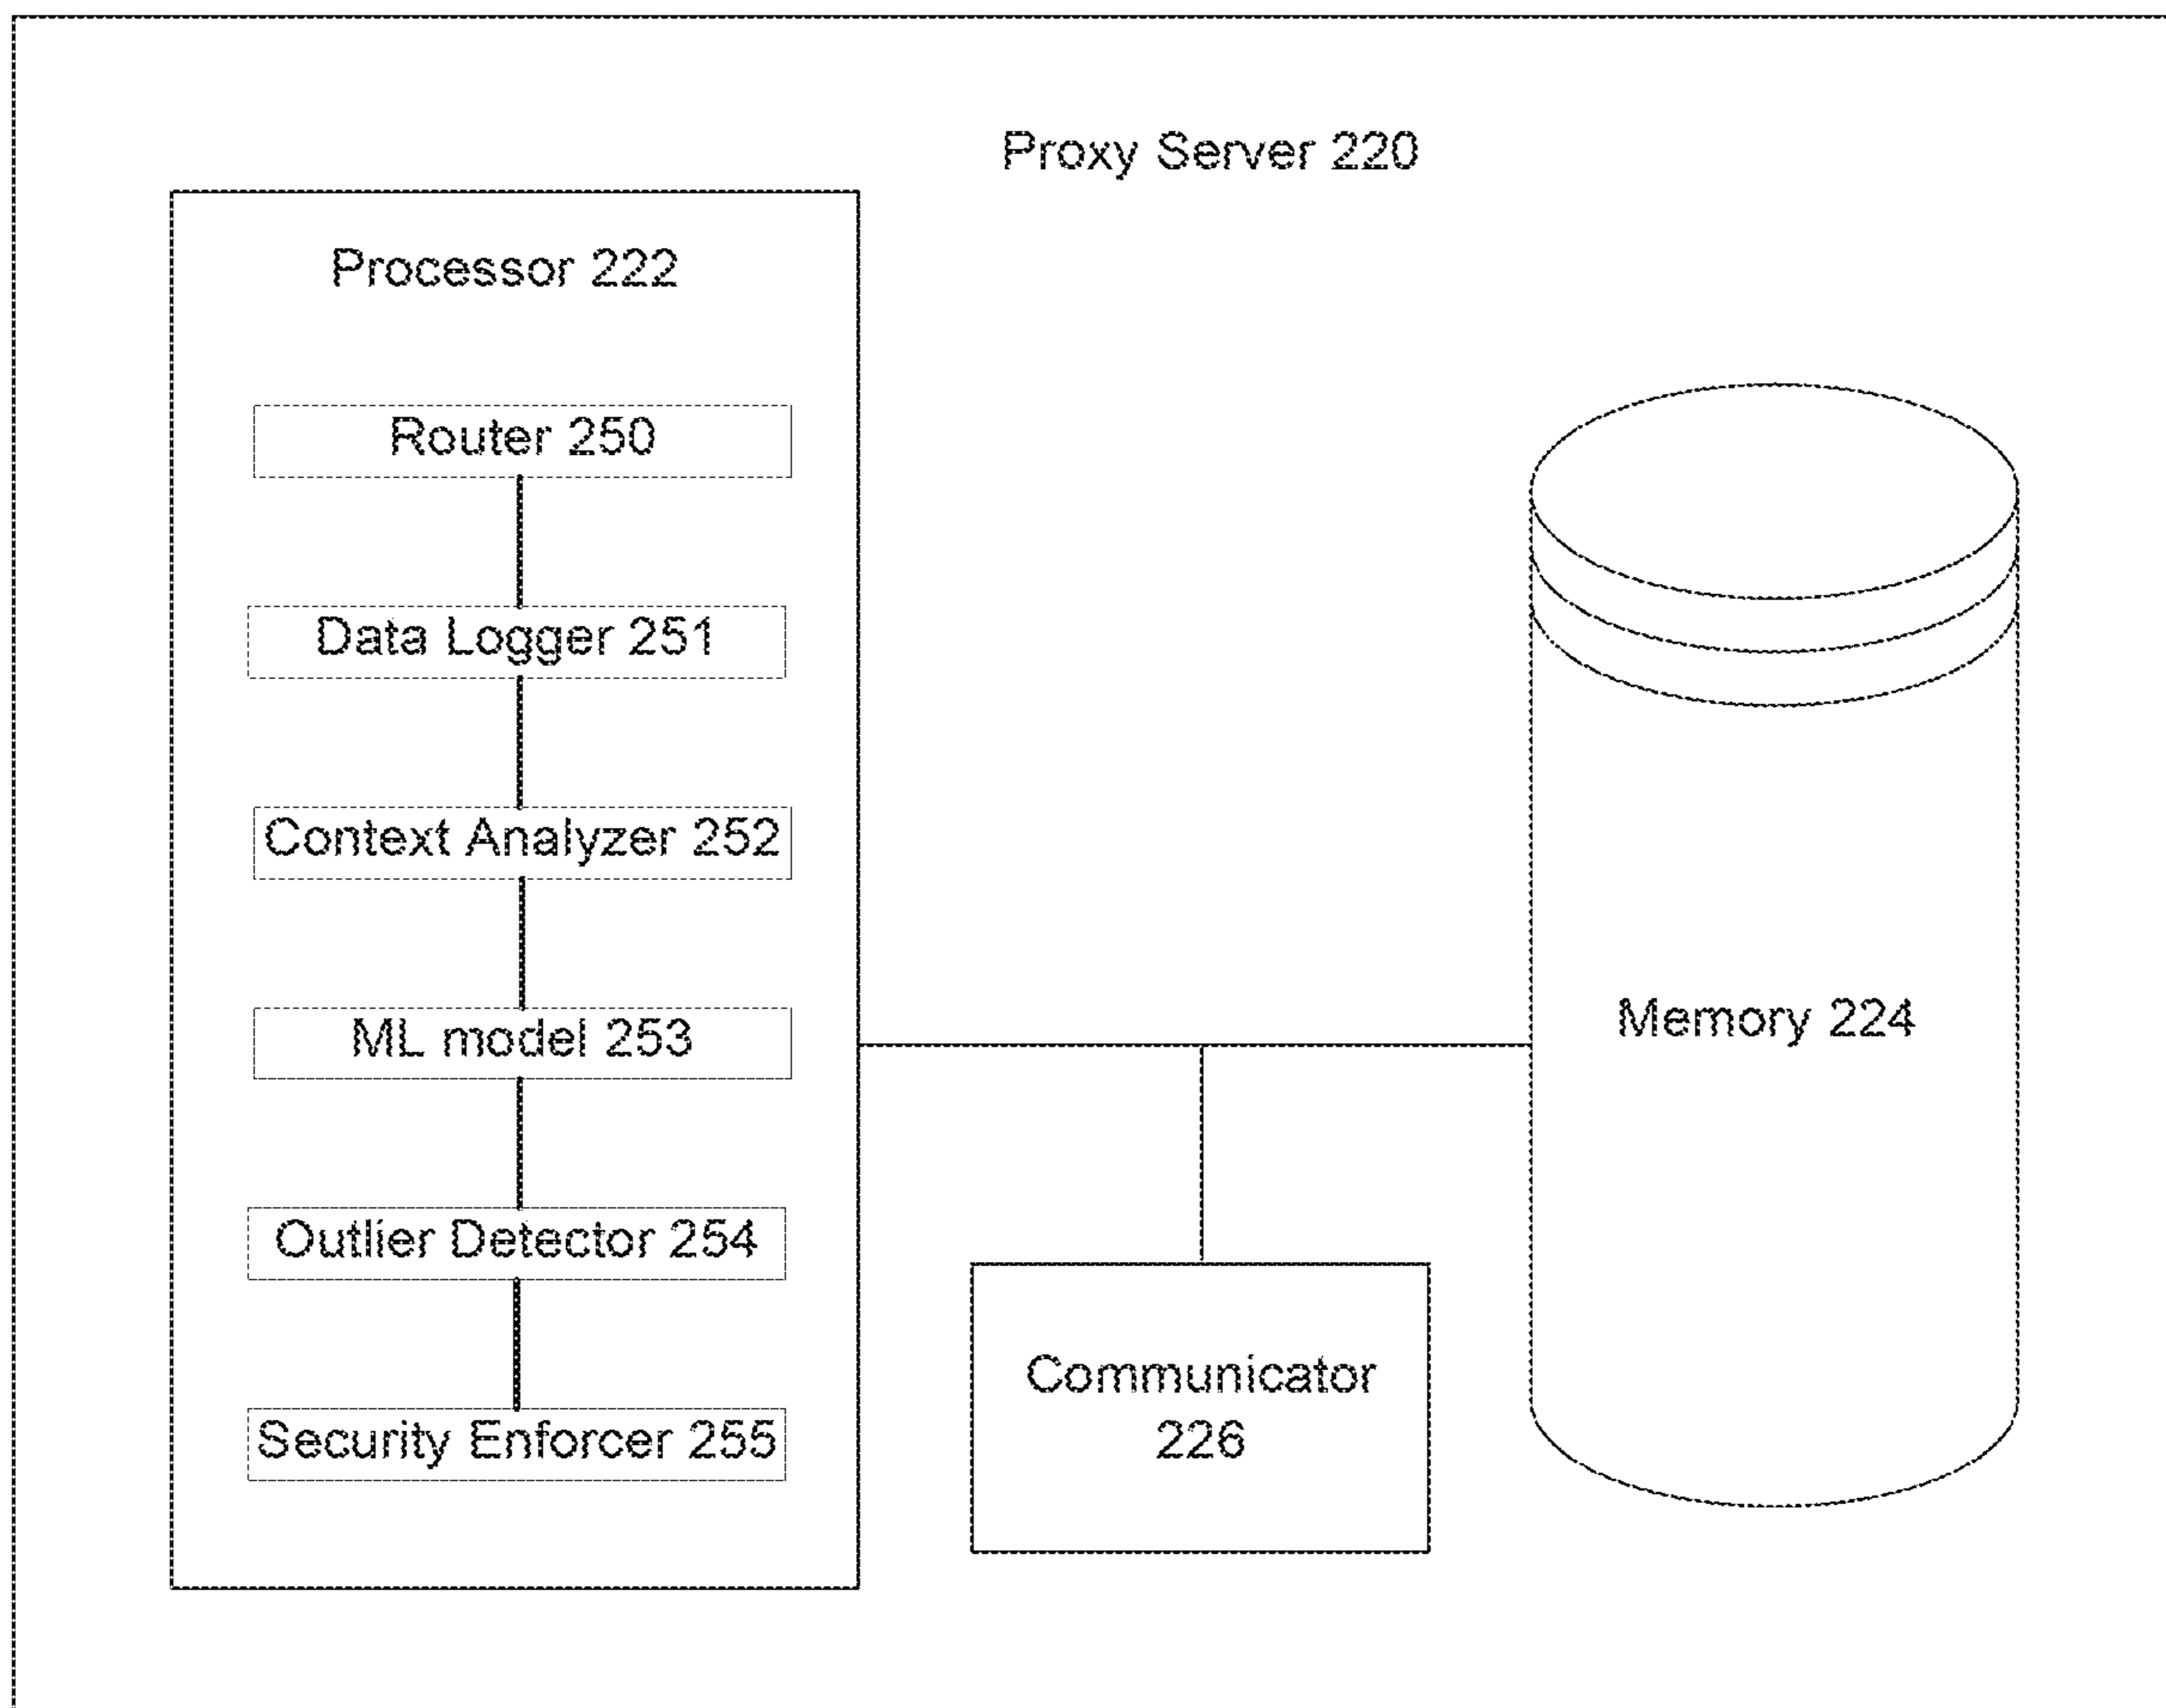 Proxy Server 220
Processor 222
Router 250
Data Logger 251
Context Analyzer 252
ML model 253
Outlier Detector 254
Security Enforcer 255
Communicator
226
Memory 224